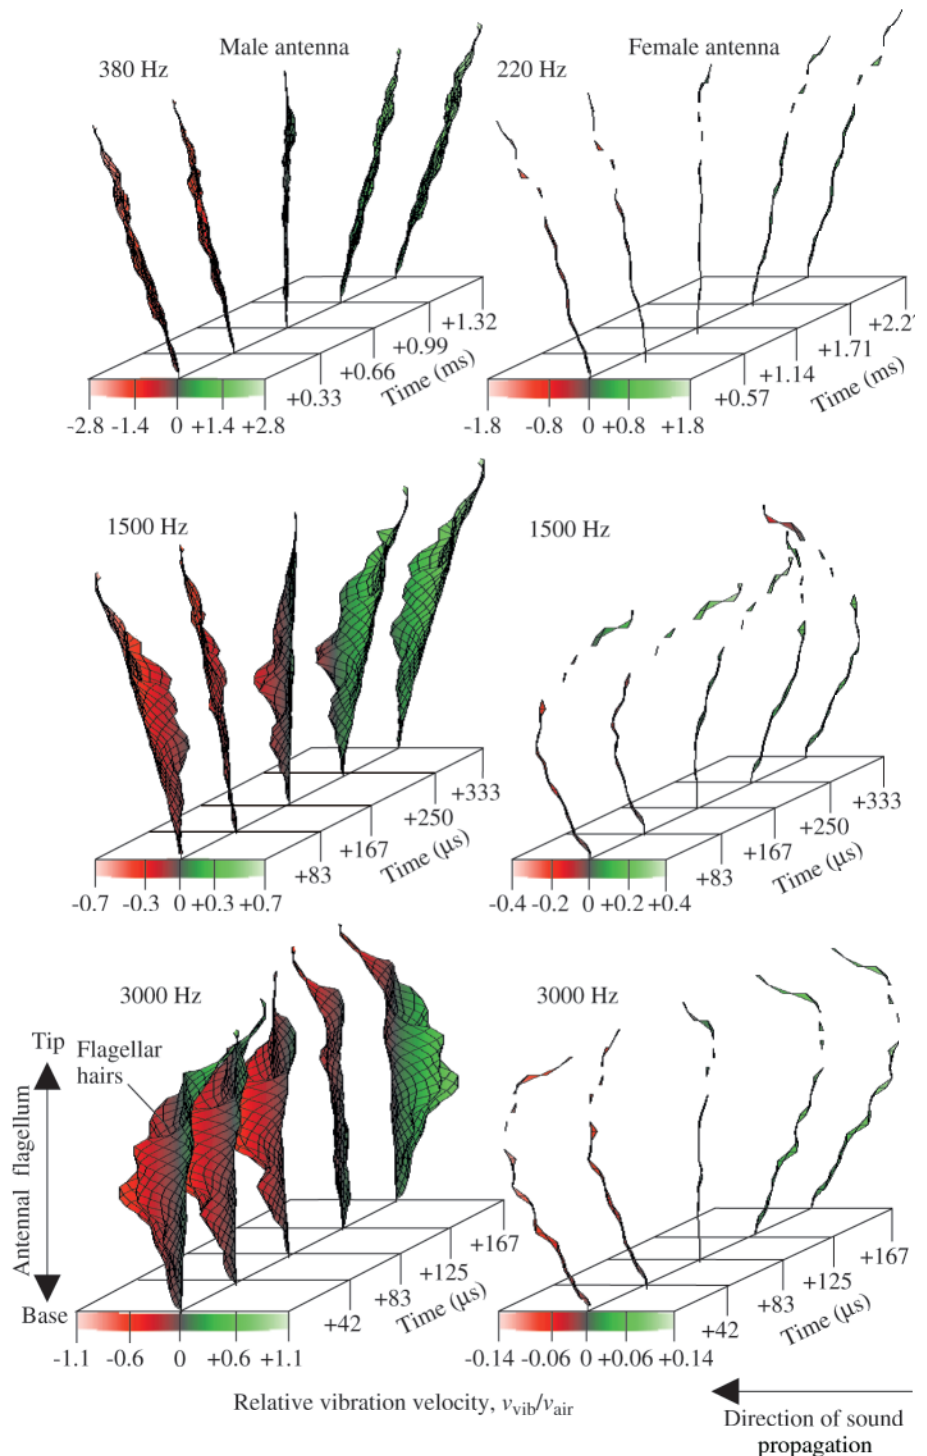 Male antenna
Female antenna
380 Hz
220 Hz
+1.32
+0.99
+0.66
+0.33
Time (ms)
-2.8 -1.4 0 +1.4 +2.8
+2.2
+1.71
+1.14
+0.57
Time (ms)
-1.8 -0.8 0 +0.8 +1.8
1500 Hz
1500 Hz
+333
+250
+167
+83
Time (µs)
-0.7 -0.3 0 +0.3 +0.7
+333
+250
+167
+83
Time (µs)
-0.4 -0.2 0 +0.2 +0.4
3000 Hz
3000 Hz
Tip
Flagellar
hairs
Antennal flagellum
Base
+167
+125
+83
+42
Time (µs)
-1.1 -0.6 0 +0.6 +1.1
+167
+125
+83
+42
Time (µs)
-0.14 -0.06 0 +0.06 +0.14
Relative vibration velocity, vvib/vair
Direction of sound
propagation